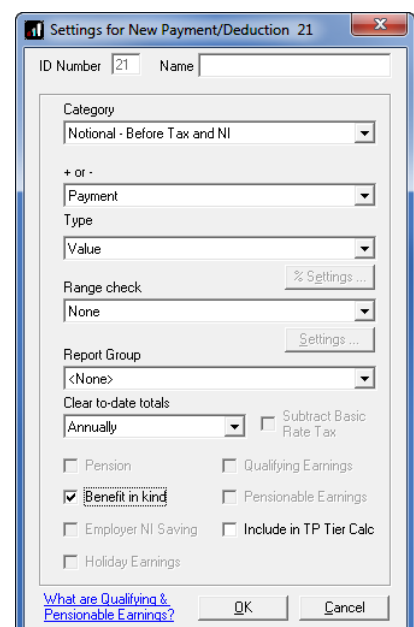 Settings for New Payment/Deduction 21
ID Number 21 Name
Category
Notional - Before Tax and NI
+ or -
Payment
Type
Value
% Settings ...
Range check
None
Settings ...
Report Group
<None>
Clear to-date totals
Annually
Subtract Basic
Rate Tax
Pension Qualifying Earnings
Benefit in kind Pensionable Earnings
Employer NI Saving Include in TP Tier Calc
Holiday Earnings
What are Qualifying &
Pensionable Earnings?
OK Cancel